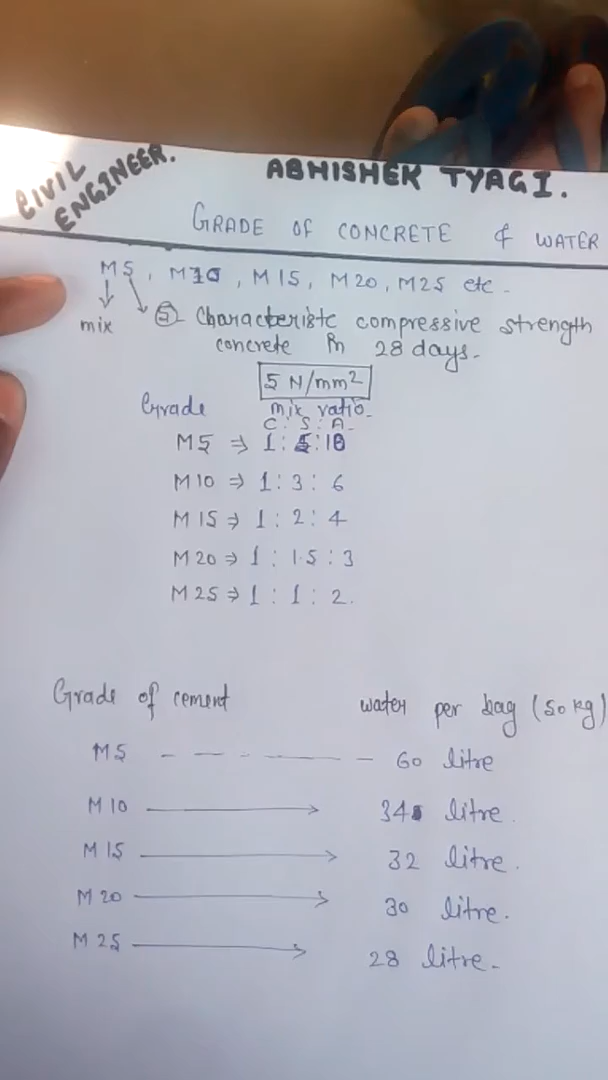 CIVIL ENGINEER.
ABHISHEK TYAGI.
GRADE OF CONCRETE & WATER
M5, M10, M15, M20, M25 etc -
mix
5 Characteriste compressive strength
concrete in 28 days.
5 N/mm²
Grade mix ratio.
C : S : A.
M5 ⇒ 1 : 5 : 10
M10 ⇒ 1 : 3 : 6
M15 ⇒ 1 : 2 : 4
M20 ⇒ 1 : 1.5 : 3
M25 ⇒ 1 : 1 : 2.
Grade of cement water per bag (50 kg)
M5 - - - - - 60 litre
M10 → 34 litre.
M15 → 32 litre.
M20 → 30 litre.
M25 → 28 litre.